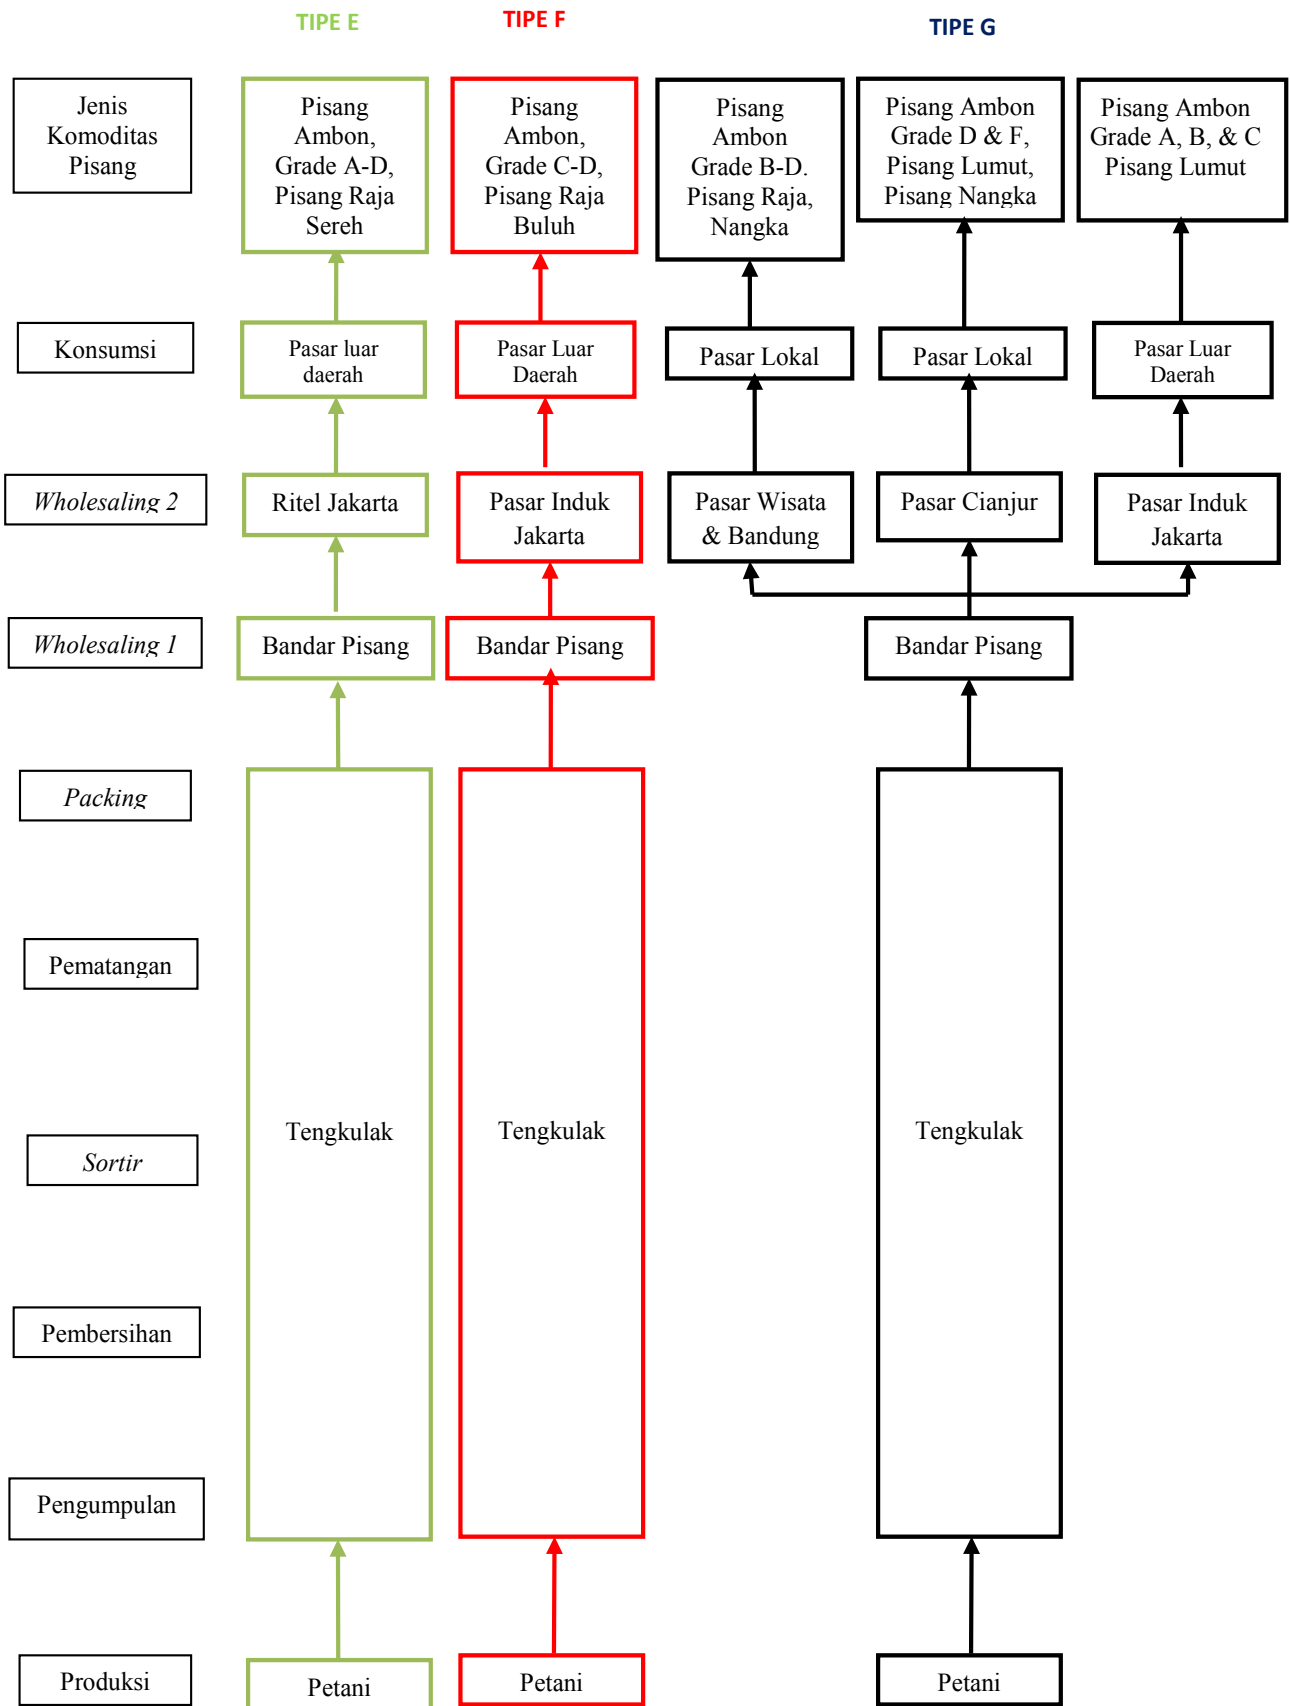 TIPE E
TIPE F
TIPE G
Jenis
Komoditas
Pisang
Pisang
Ambon,
Grade A-D,
Pisang Raja
Sereh
Pisang
Ambon,
Grade C-D,
Pisang Raja
Buluh
Pisang
Ambon
Grade B-D.
Pisang Raja,
Nangka
Pisang Ambon
Grade D & F,
Pisang Lumut,
Pisang Nangka
Pisang Ambon
Grade A, B, & C
Pisang Lumut
Konsumsi
Pasar luar
daerah
Pasar Luar
Daerah
Pasar Lokal
Pasar Lokal
Pasar Luar
Daerah
Wholesaling 2
Ritel Jakarta
Pasar Induk
Jakarta
Pasar Wisata
& Bandung
Pasar Cianjur
Pasar Induk
Jakarta
Wholesaling 1
Bandar Pisang
Bandar Pisang
Bandar Pisang
Packing
Pematangan
Sortir
Tengkulak
Tengkulak
Tengkulak
Pembersihan
Pengumpulan
Produksi
Petani
Petani
Petani